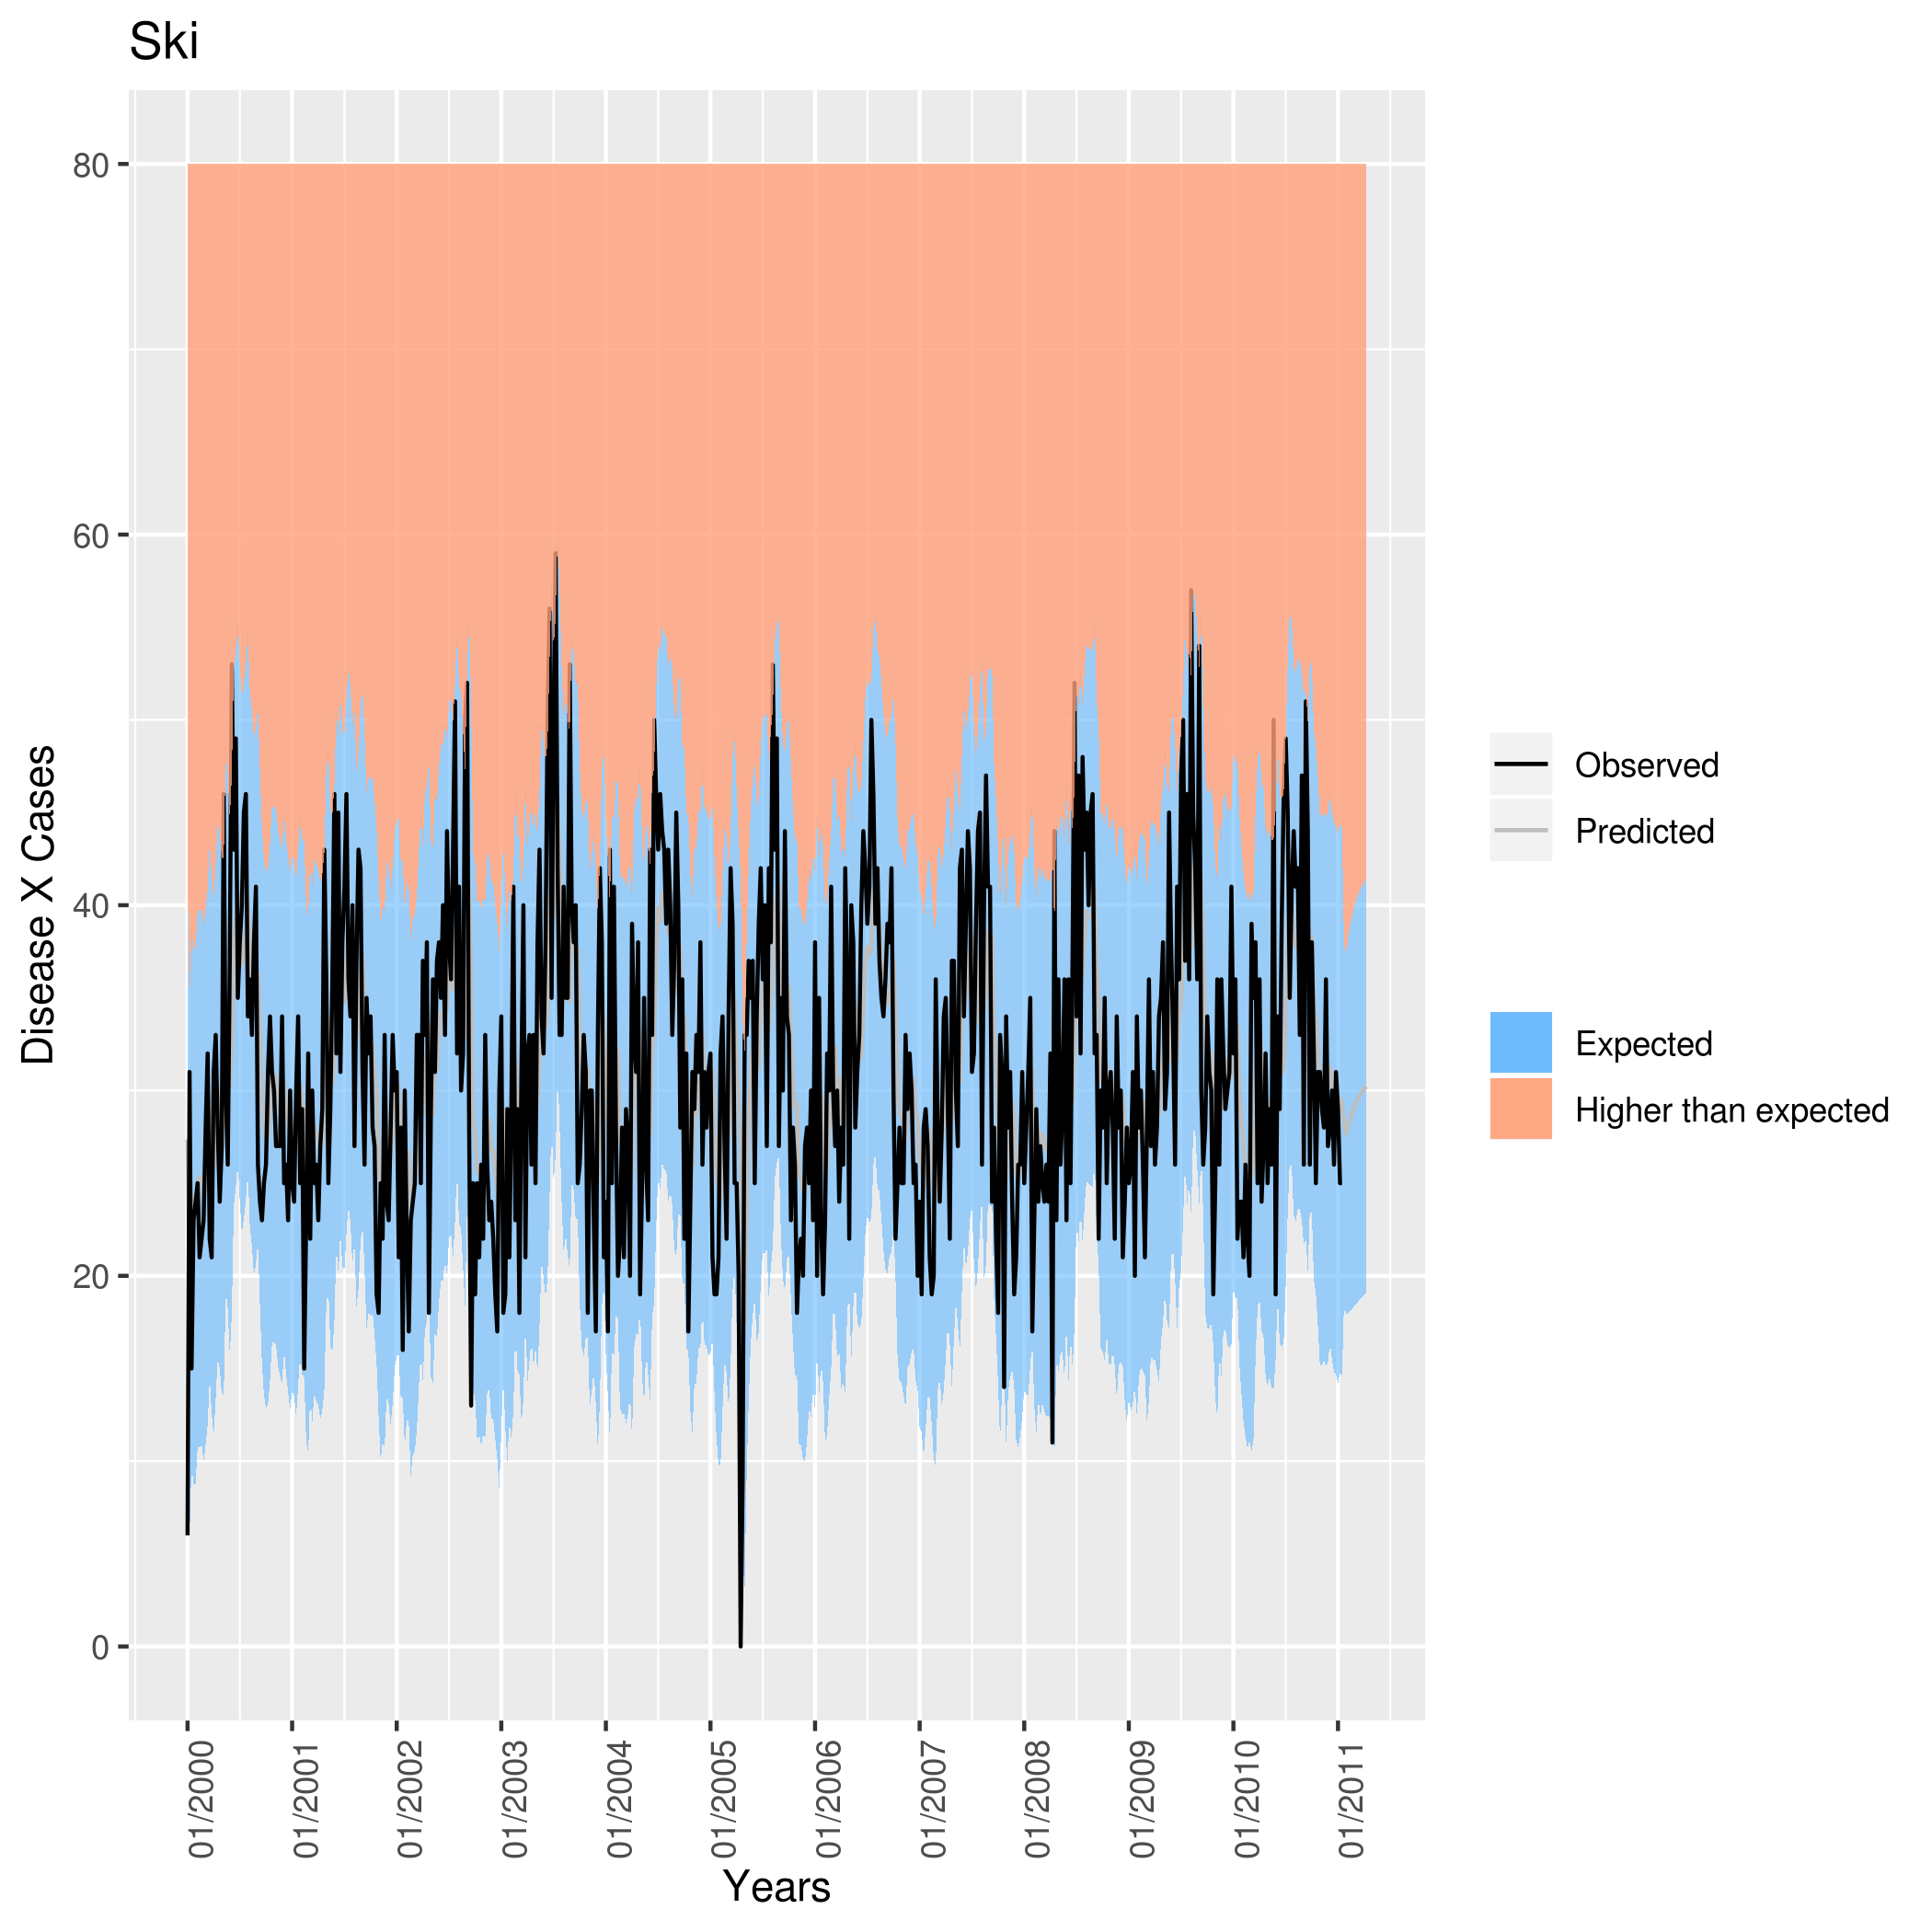 Ski
Disease X Cases
80
60
40
20
0
01/2000
01/2001
01/2002
01/2003
01/2004
01/2005
01/2006
01/2007
01/2008
01/2009
01/2010
01/2011
Years
Observed
Predicted
Expected
Higher than expected